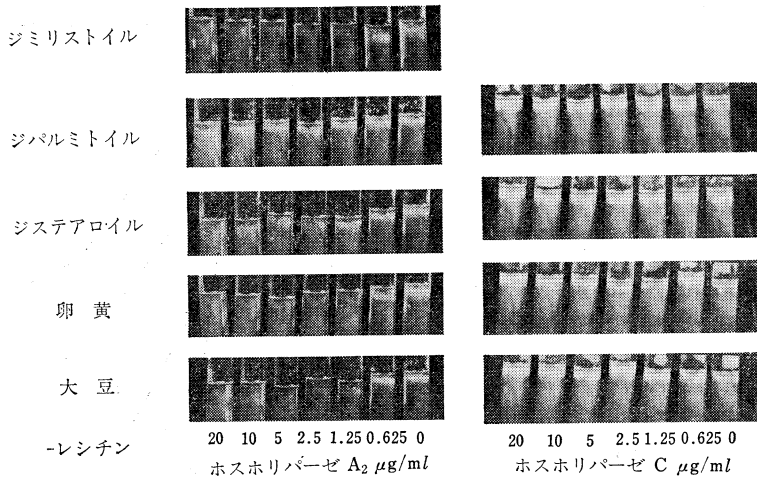 ジミリストイル
ジパルミトイル
ジステアロイル
卵黄
大豆
-レシチン
20 10 5 2.5 1.25 0.625 0
ホスホリパーゼ A₂ μg/ml
20 10 5 2.5 1.25 0.625 0
ホスホリパーゼ C μg/ml